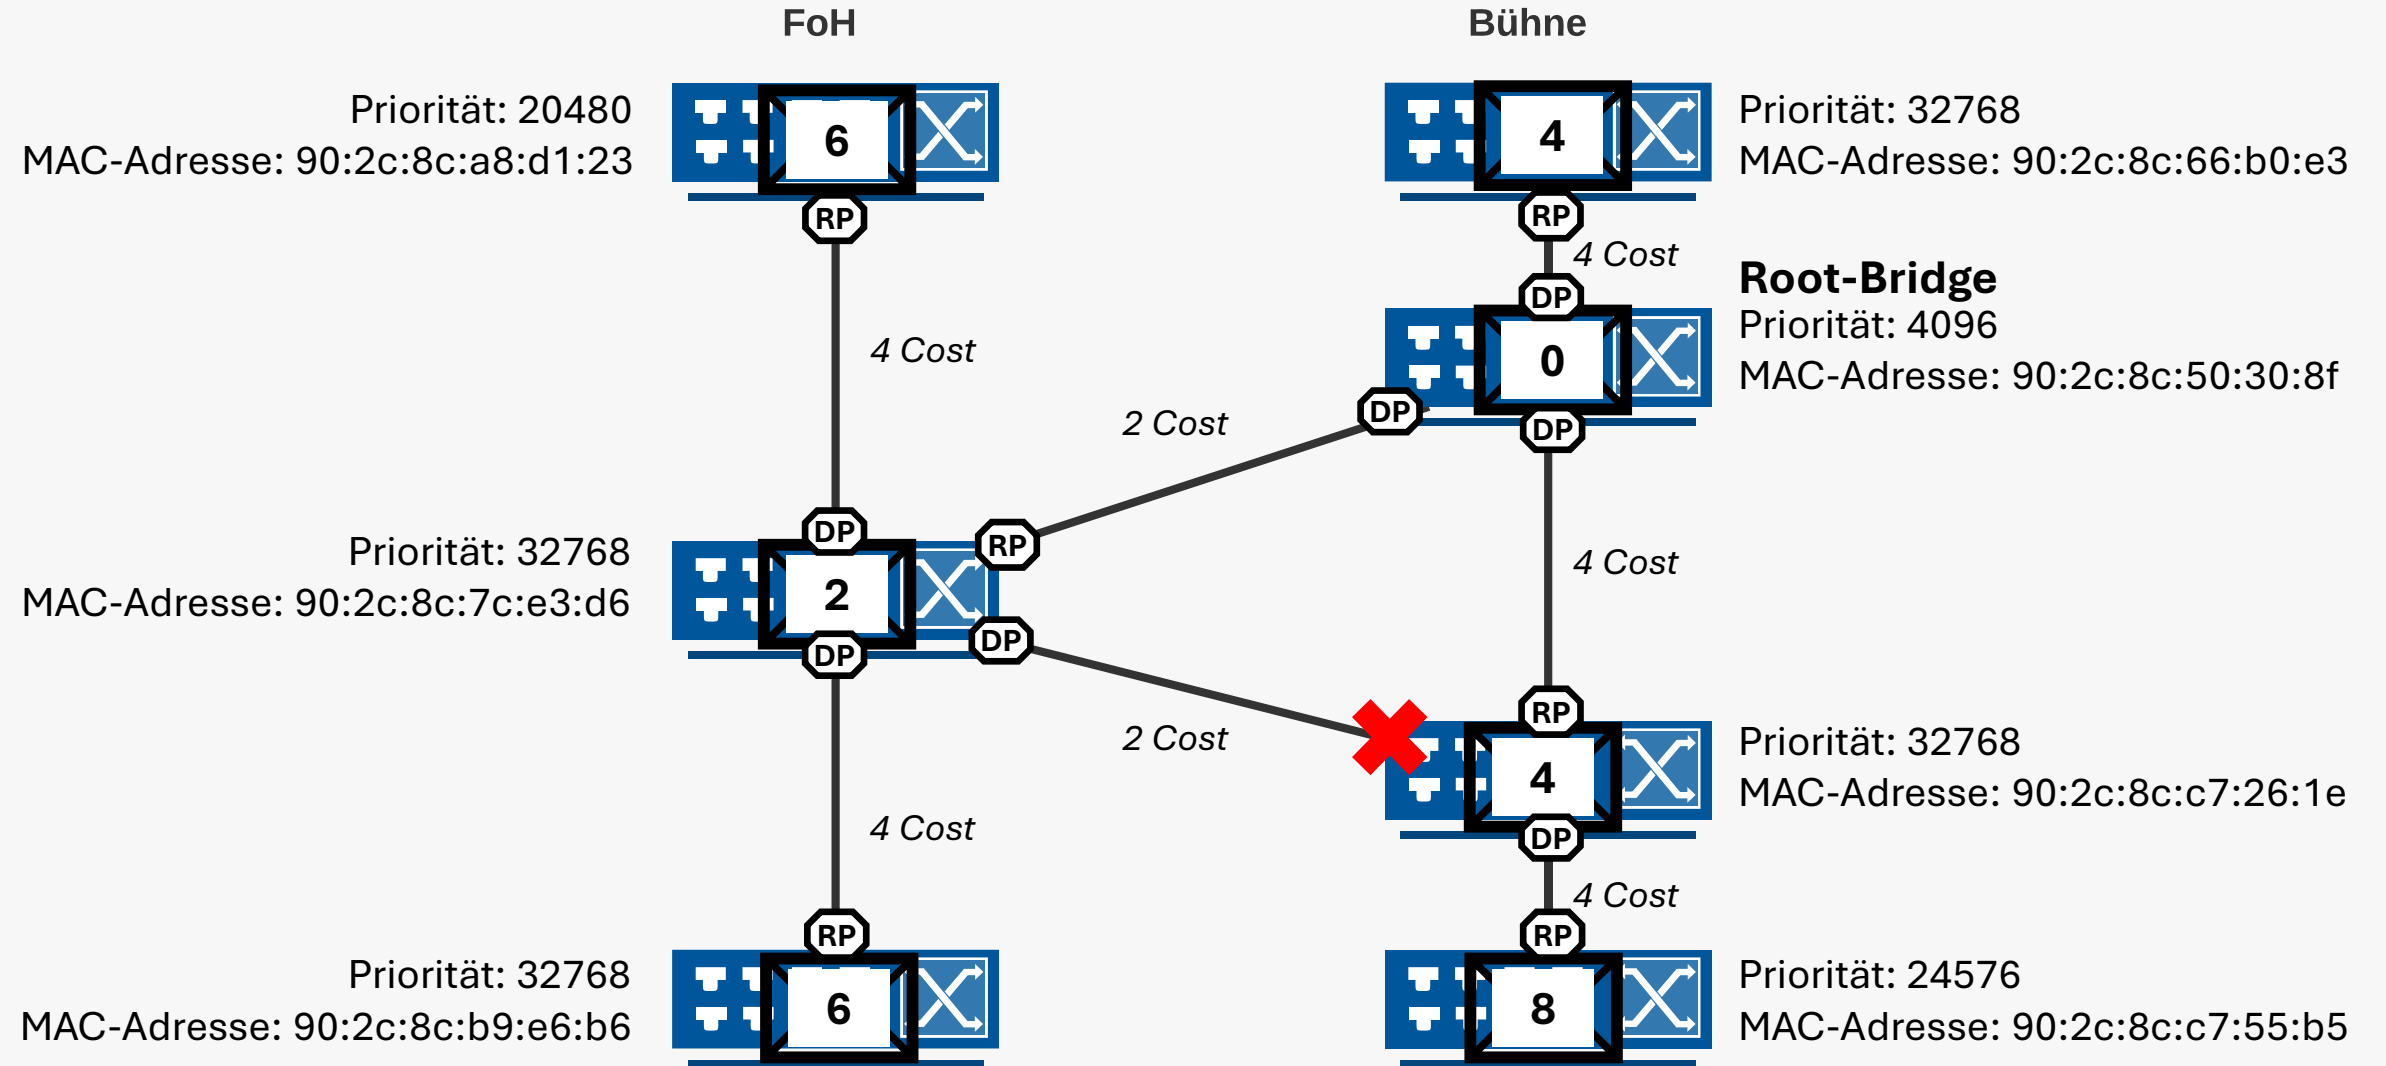 FoH
Bühne
Priorität: 20480
MAC-Adresse: 90:2c:8c:a8:d1:23
6
RP
4
Priorität: 32768
MAC-Adresse: 90:2c:8c:66:b0:e3
RP
4 Cost
DP
Root-Bridge
Priorität: 4096
MAC-Adresse: 90:2c:8c:50:30:8f
0
DP
DP
4 Cost
2 Cost
DP
RP
Priorität: 32768
MAC-Adresse: 90:2c:8c:7c:e3:d6
2
DP
DP
4 Cost
2 Cost
RP
4
Priorität: 32768
MAC-Adresse: 90:2c:8c:c7:26:1e
DP
4 Cost
4 Cost
RP
RP
Priorität: 32768
MAC-Adresse: 90:2c:8c:b9:e6:b6
6
8
Priorität: 24576
MAC-Adresse: 90:2c:8c:c7:55:b5